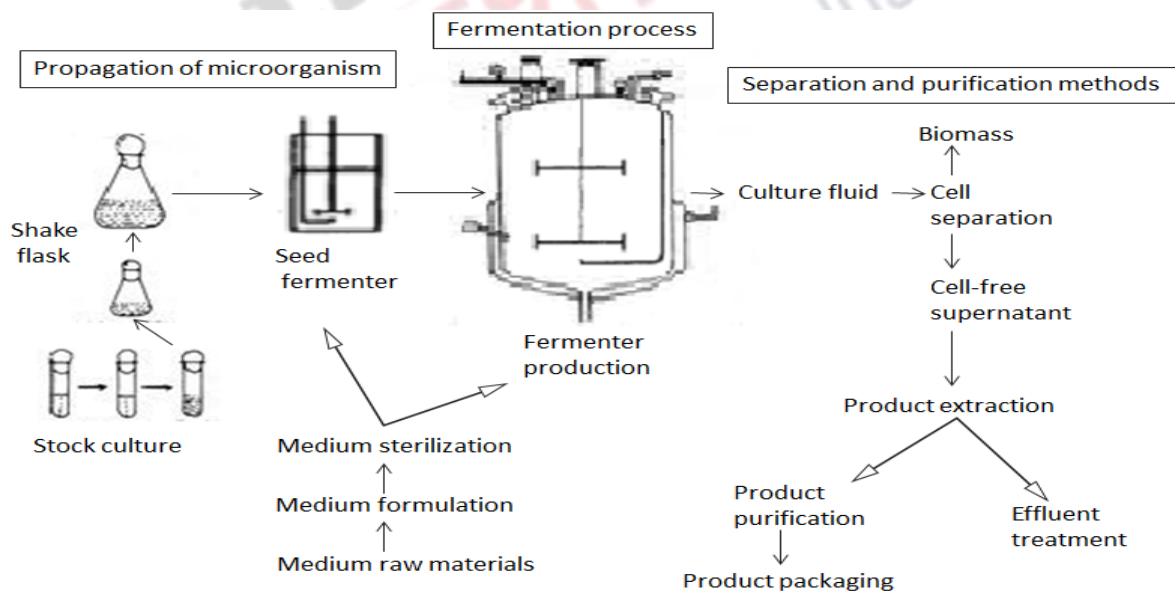 Fermentation process
Propagation of microorganism
Separation and purification methods
Biomass
Culture fluid
Cell
separation
Shake
flask
Seed
fermenter
Cell-free
supernatant
Fermenter
production
Product extraction
Stock culture
Medium sterilization
Medium formulation
Medium raw materials
Product
purification
Effluent
treatment
Product packaging